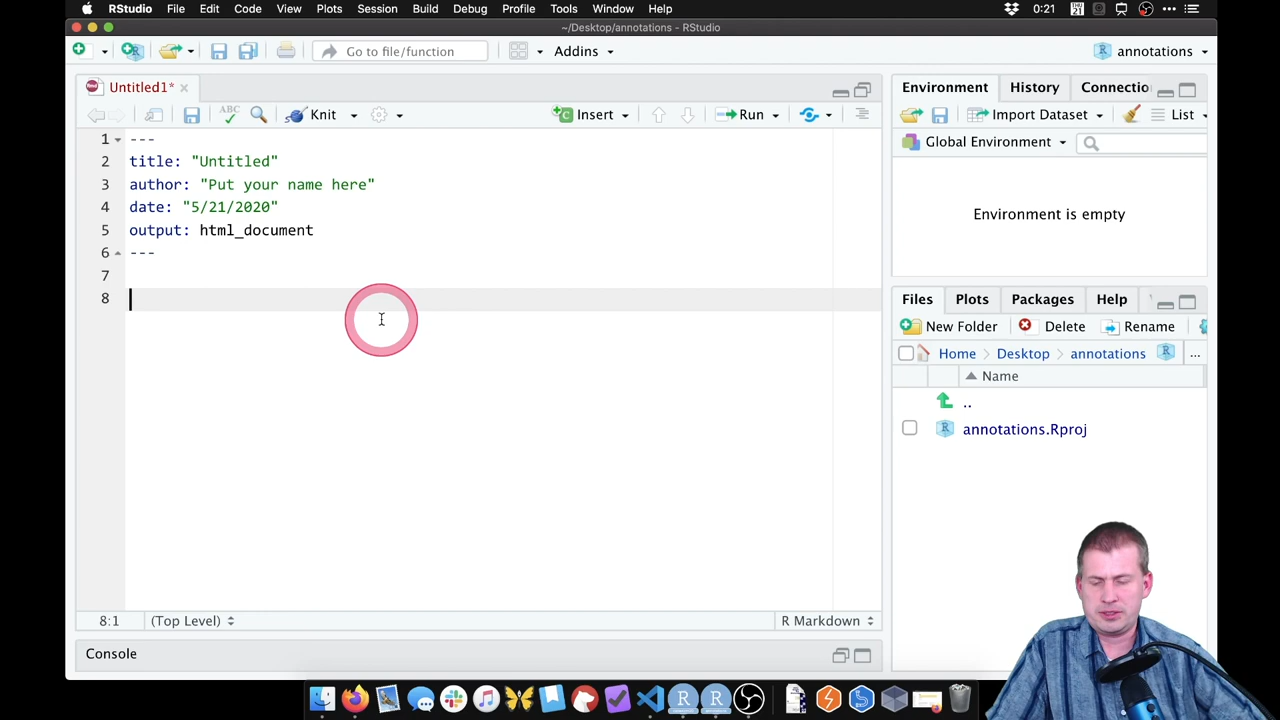 RStudio File Edit Code View Plots Session Build Debug Profile Tools Window Help 0:21 THU 21
~/Desktop/annotations - RStudio
Go to file/function Addins annotations
Untitled1* Environment History Connectio
ABC Knit Insert Run Import Dataset List
Global Environment
1 ---
2 title: "Untitled"
3 author: "Put your name here"
4 date: "5/21/2020"
5 output: html_document
6 ---
7
8
Environment is empty
Files Plots Packages Help
New Folder Delete Rename
Home Desktop annotations R ...
Name
..
annotations.Rproj
8:1 (Top Level) R Markdown
Console